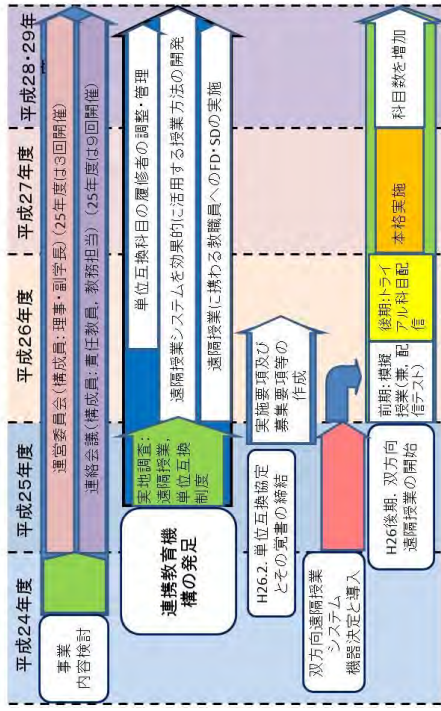 平成24年度
平成25年度
平成26年度
平成27年度
平成28・29年
事業
内容検討
運営委員会(構成員：理事・副学長)(25年度は3回開催)
連絡会議(構成員：責任教員，教務担当)(25年度は9回開催)
連携教育機
構の発足
実地調査：
遠隔授業，
単位互換
制度
単位互換科目の履修者の調整・管理
遠隔授業システムを効果的に活用する授業方法の開発
遠隔授業に携わる教職員へのFD・SDの実施
H26.2. 単位互換協定
とその覚書の締結
実施要項及び
募集要項等の
作成
双方向遠隔授業
システム
機器決定と導入
H26後期．双方向
遠隔授業の開始
前期：模擬
授業(兼，配
信テスト)
後期：トライ
アル科目配
信
本格実施
科目数を増加